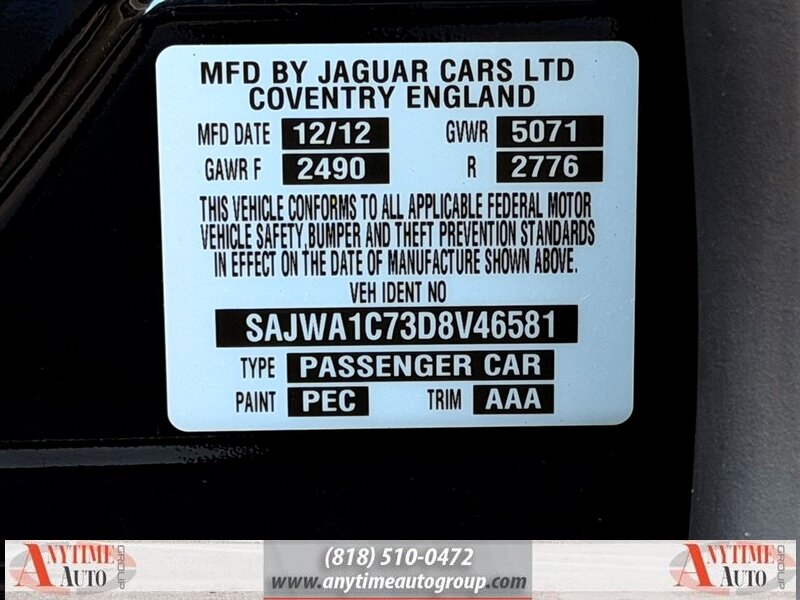 MFD BY JAGUAR CARS LTD
COVENTRY ENGLAND
MFD DATE 12/12 GVWR 5071
GAWR F 2490 R 2776
THIS VEHICLE CONFORMS TO ALL APPLICABLE FEDERAL MOTOR
VEHICLE SAFETY,BUMPER AND THEFT PREVENTION STANDARDS
IN EFFECT ON THE DATE OF MANUFACTURE SHOWN ABOVE.
VEH IDENT NO
SAJWA1C73D8V46581
TYPE PASSENGER CAR
PAINT PEC TRIM AAA
ANYTIME AUTO GROUP
(818) 510-0472
www.anytimeautogroup.com
ANYTIME AUTO GROUP